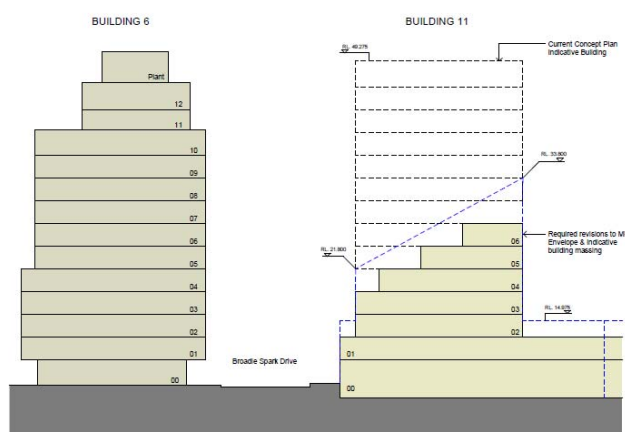 BUILDING 6
BUILDING 11
RL. 49.275
Current Concept Plan
Indicative Building
Plant
12
11
10
09
08
07
06
05
04
03
02
01
00
RL. 33.800
RL. 21.800
Required revisions to M
Envelope & Indicative
building massing
RL. 14.075
06
05
04
03
02
01
00
Broadie Spark Drive